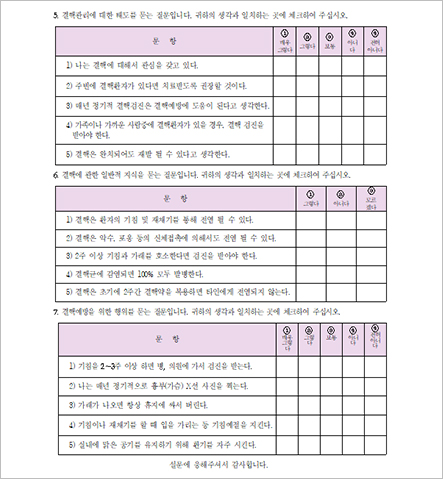 5. 결핵관리에 대한 태도를 묻는 질문입니다. 귀하의 생각과 일치하는 곳에 체크하여 주십시오.
문 항 ① 매우 그렇다 ② 그렇다 ③ 보통 ④ 아니다 ⑤ 전혀 아니다
1) 나는 결핵에 대해서 관심을 갖고 있다.
2) 주변에 결핵환자가 있다면 치료받도록 권장할 것이다.
3) 매년 정기적 결핵검진은 결핵예방에 도움이 된다고 생각한다.
4) 가족이나 가까운 사람중에 결핵환자가 있을 경우, 결핵 검진을
받아야 한다.
5) 결핵은 완치되어도 재발 될 수 있다고 생각한다.
6. 결핵에 관한 일반적 지식을 묻는 질문입니다. 귀하의 생각과 일치하는 곳에 체크하여 주십시오.
문 항 ① 그렇다 ② 아니다 ③ 모르겠다
1) 결핵은 환자의 기침 및 재채기를 통해 전염 될 수 있다.
2) 결핵은 악수, 포옹 등의 신체접촉에 의해서도 전염 될 수 있다.
3) 2주 이상 기침과 가래를 호소한다면 검진을 받아야 한다.
4) 결핵균에 감염되면 100% 모두 발병한다.
5) 결핵은 초기에 2주간 결핵약을 복용하면 타인에게 전염되지 않는다.
7. 결핵예방을 위한 행위를 묻는 질문입니다. 귀하의 생각과 일치하는 곳에 체크하여 주십시오.
문 항 ① 매우 그렇다 ② 그렇다 ③ 보통 ④ 아니다 ⑤ 전혀 아니다
1) 기침을 2~3주 이상 하면 병, 의원에 가서 검진을 받는다.
2) 나는 매년 정기적으로 흉부(가슴) X선 사진을 찍는다.
3) 가래가 나오면 항상 휴지에 싸서 버린다.
4) 기침이나 재채기를 할 때 입을 가리는 등 기침예절을 지킨다.
5) 실내에 맑은 공기를 유지하기 위해 환기를 자주 시킨다.
설문에 응해주셔서 감사합니다.